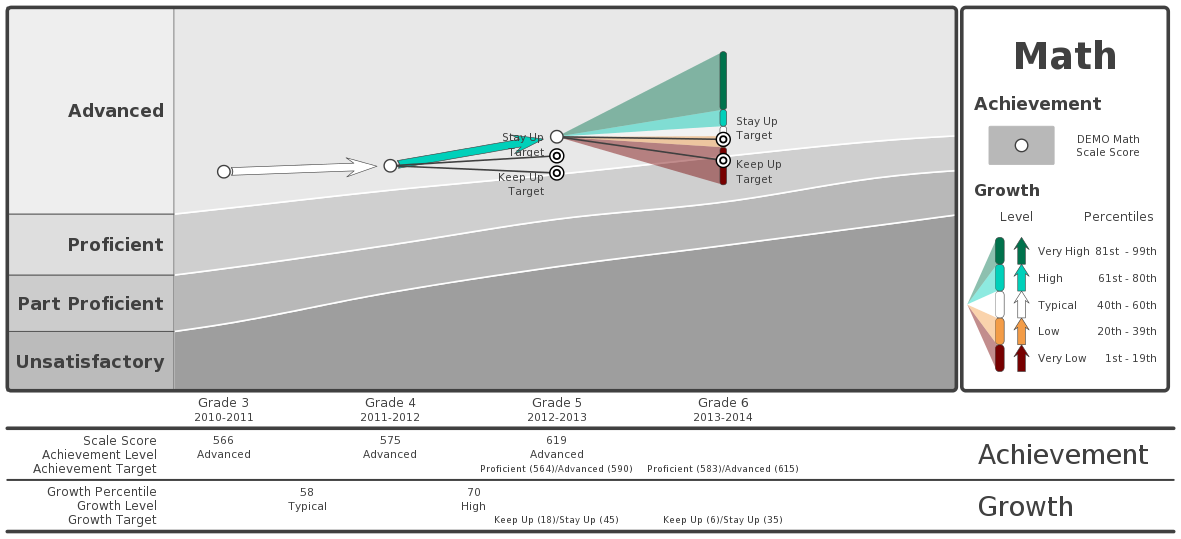 Advanced
Proficient
Part Proficient
Unsatisfactory
Stay Up
Target
Keep Up
Target
Stay Up
Target
Keep Up
Target
Math
Achievement
DEMO Math
Scale Score
Growth
Level Percentiles
Very High 81st - 99th
High 61st - 80th
Typical 40th - 60th
Low 20th - 39th
Very Low 1st - 19th
Grade 3 Grade 4 Grade 5 Grade 6
2010-2011 2011-2012 2012-2013 2013-2014
Scale Score 566 575 619
Achievement Level Advanced Advanced Advanced
Achievement Target Proficient (564)/Advanced (590) Proficient (583)/Advanced (615)
Achievement
Growth Percentile 58 70
Growth Level Typical High
Growth Target Keep Up (18)/Stay Up (45) Keep Up (6)/Stay Up (35)
Growth